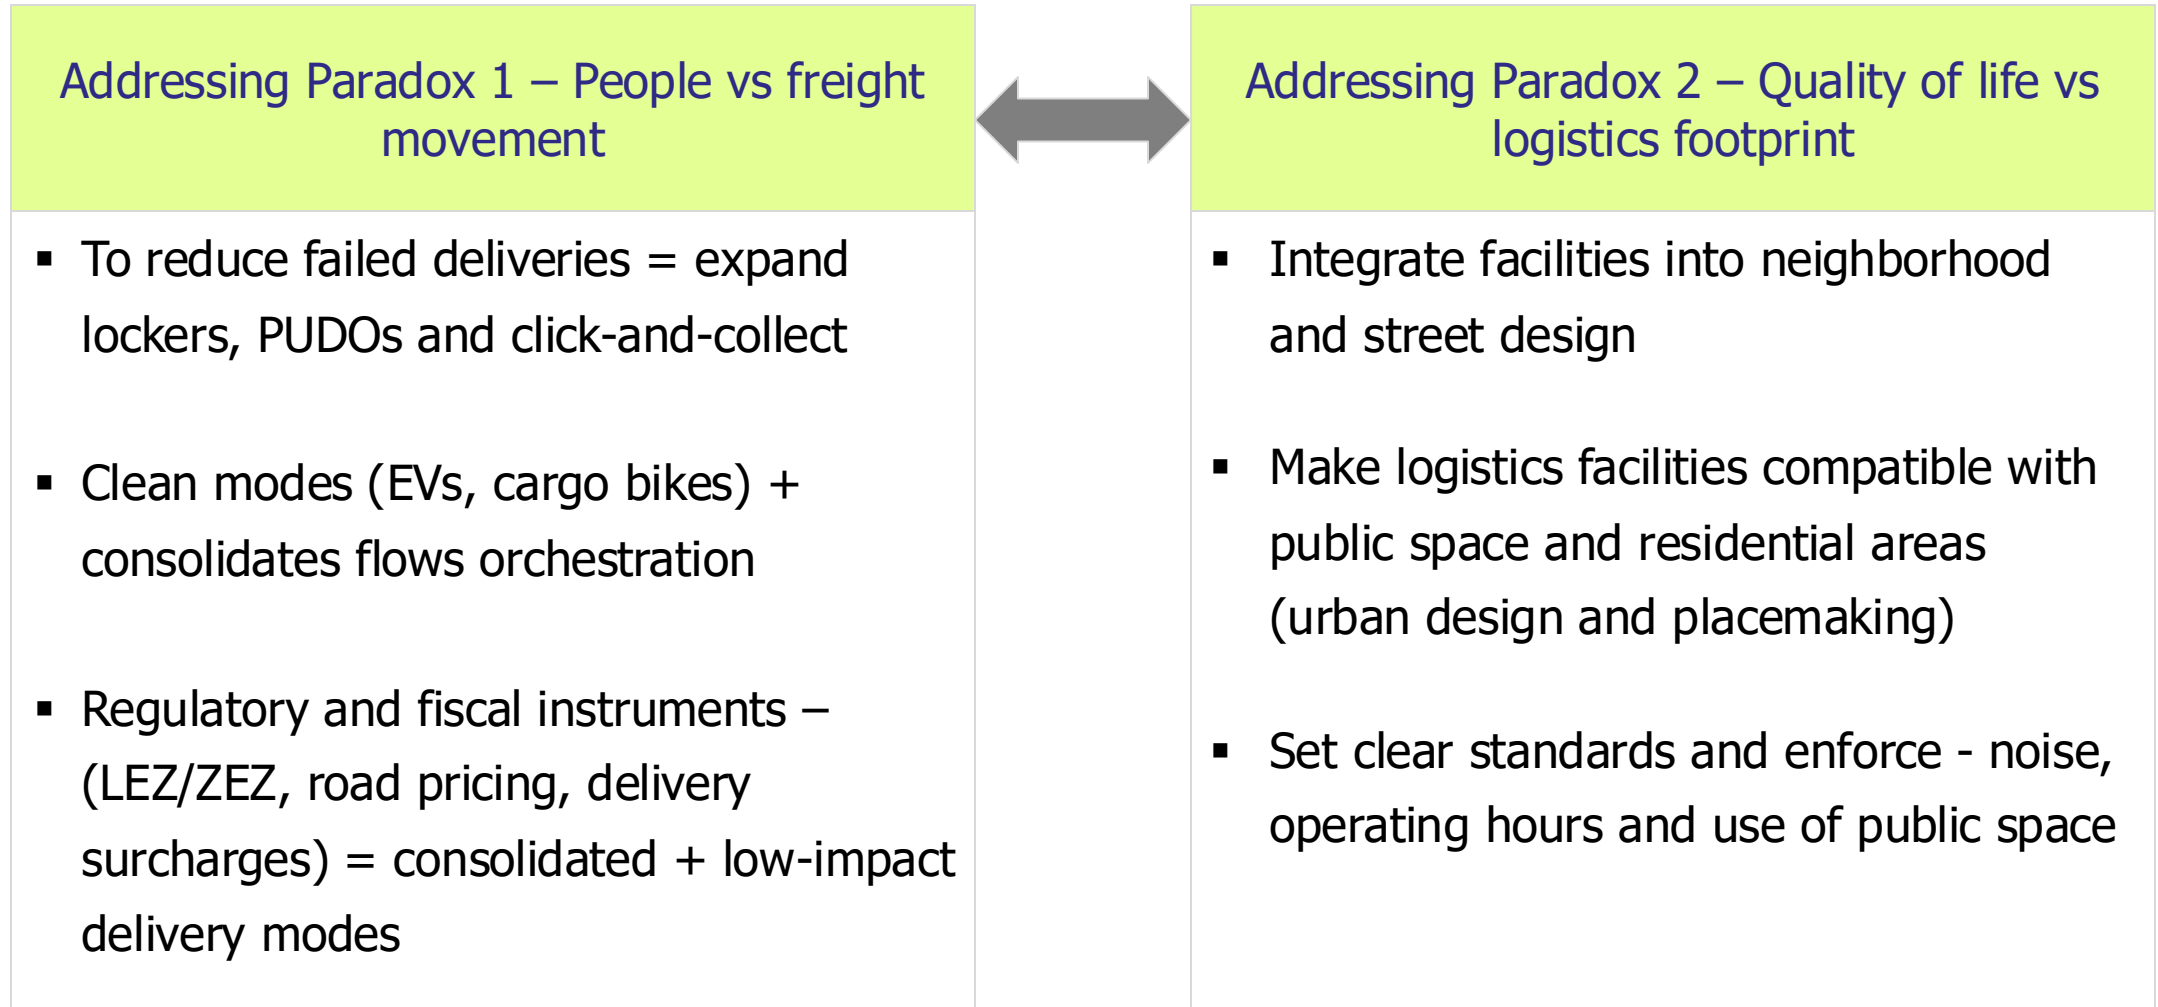 Addressing Paradox 1 – People vs freight
movement
▪ To reduce failed deliveries = expand
lockers, PUDOs and click-and-collect
▪ Clean modes (EVs, cargo bikes) +
consolidates flows orchestration
▪ Regulatory and fiscal instruments –
(LEZ/ZEZ, road pricing, delivery
surcharges) = consolidated + low-impact
delivery modes
Addressing Paradox 2 – Quality of life vs
logistics footprint
▪ Integrate facilities into neighborhood
and street design
▪ Make logistics facilities compatible with
public space and residential areas
(urban design and placemaking)
▪ Set clear standards and enforce - noise,
operating hours and use of public space